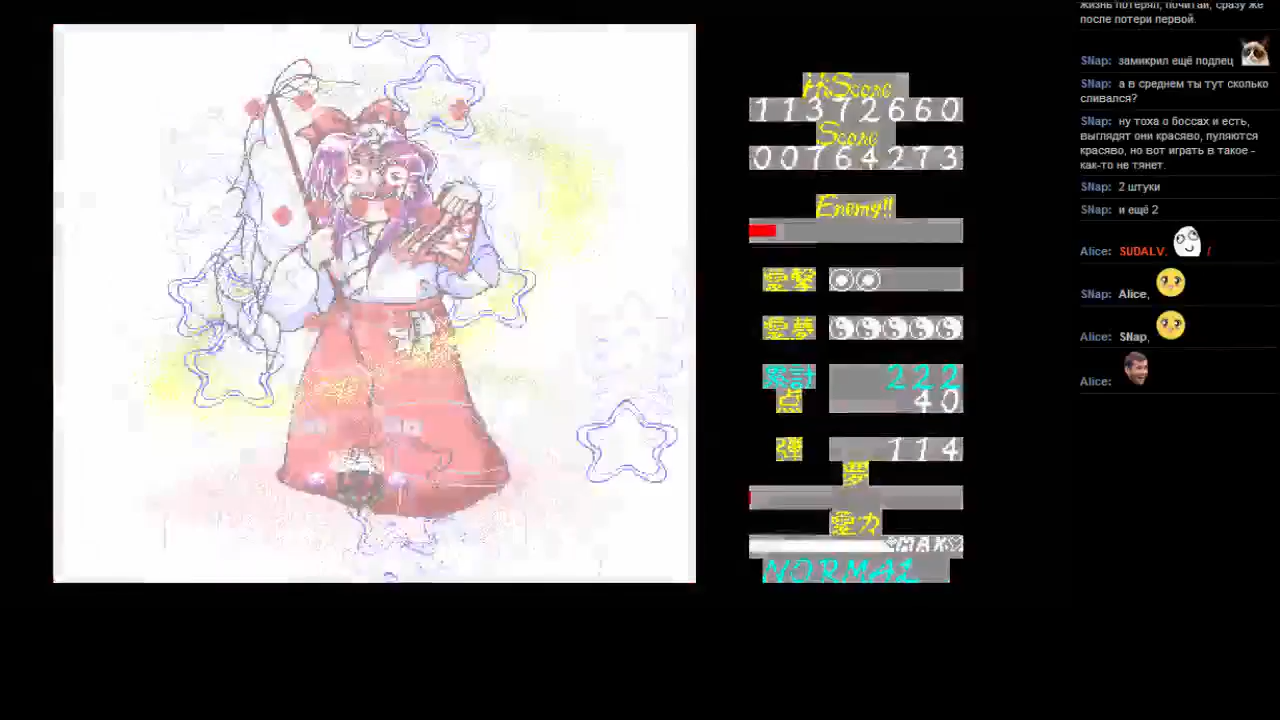 HiScore
11372660
Score
00764273
Enemy!!
霊撃
霊夢
累計
222
点
40
弾
114
夢
霊力
MAX
NORMAL
жизнь потерял, почитай, сразу же
после потери первой.
SNap: замикрил ещё подлец
SNap: а в среднем ты тут сколько
сливался?
SNap: ну тоха о боссах и есть,
выглядят они красяво, пуляются
красяво, но вот играть в такое -
как-то не тянет.
SNap: 2 штуки
SNap: и ещё 2
Alice: SUDALV. /
SNap: Alice,
Alice: SNap,
Alice: